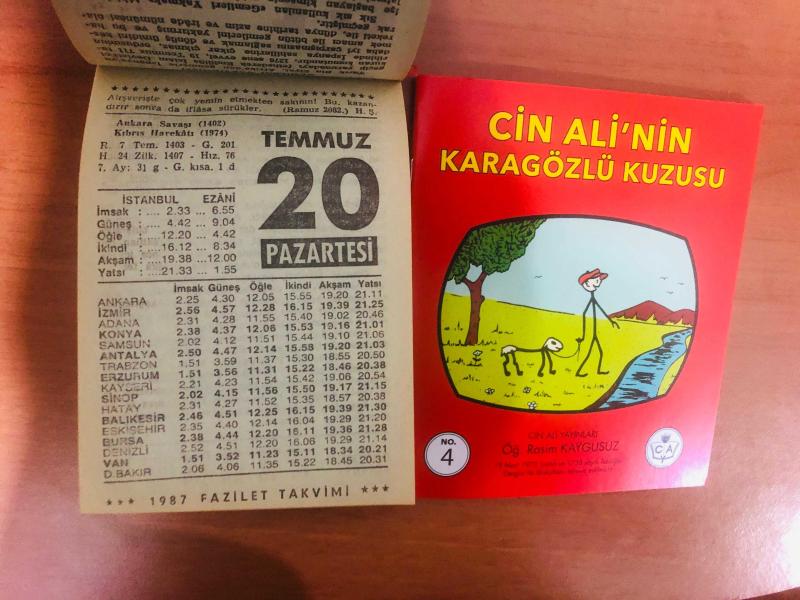 Alışverişte çok yemin etmekten sakının! Bu, kazan-
dırır sonra da iflâsa sürükler. (Ramuz 2082.) H. Ş.
Ankara Savaşı (1402)
Kıbrıs Harekâtı (1974)
R. 7 Tem. 1403 - G. 201
H. 24 Zilk. 1407 - Hız. 76
7. Ay: 31 g - G. kısa. 1 d
TEMMUZ
20
PAZARTESİ
İSTANBUL EZÂNİ
İmsak : .... 2.33 ... 6.55
Güneş : .... 4.42 ... 9.04
Öğle : ....12.20 ... 4.42
İkindi : ....16.12 ... 8.34
Akşam : ....19.38 ...12.00
Yatsı : ....21.33 ... 1.55
İmsak Güneş Öğle İkindi Akşam Yatsı
ANKARA 2.25 4.30 12.05 15.55 19.20 21.11
İZMİR 2.56 4.57 12.28 16.15 19.39 21.25
ADANA 2.31 4.28 11.55 15.40 19.02 20.46
KONYA 2.38 4.37 12.06 15.53 19.16 21.01
SAMSUN 2.02 4.12 11.51 15.44 19.10 21.06
ANTALYA 2.50 4.47 12.14 15.58 19.20 21.03
TRABZON 1.51 3.59 11.37 15.30 18.55 20.50
ERZURUM 1.51 3.56 11.31 15.22 18.46 20.38
KAYSERİ 2.21 4.23 11.54 15.42 19.06 20.54
SİNOP 2.02 4.15 11.56 15.50 19.17 21.15
HATAY 2.31 4.27 11.52 15.35 18.57 20.38
BALIKESİR 2.46 4.51 12.25 16.15 19.39 21.30
ESKİŞEHİR 2.35 4.40 12.14 16.04 19.29 21.20
BURSA 2.38 4.44 12.20 16.11 19.36 21.28
DENİZLİ 2.52 4.51 12.20 16.06 19.29 21.14
VAN 1.51 3.52 11.23 15.11 18.34 20.21
D.BAKIR 2.06 4.06 11.35 15.22 18.45 20.31
*** 1987 FAZİLET TAKVİMİ ***
CİN ALİ'NİN
KARAGÖZLÜ KUZUSU
NO.
4
CİN ALİ YAYINLARI
Öğ. Rasim KAYGUSUZ
C A
Y